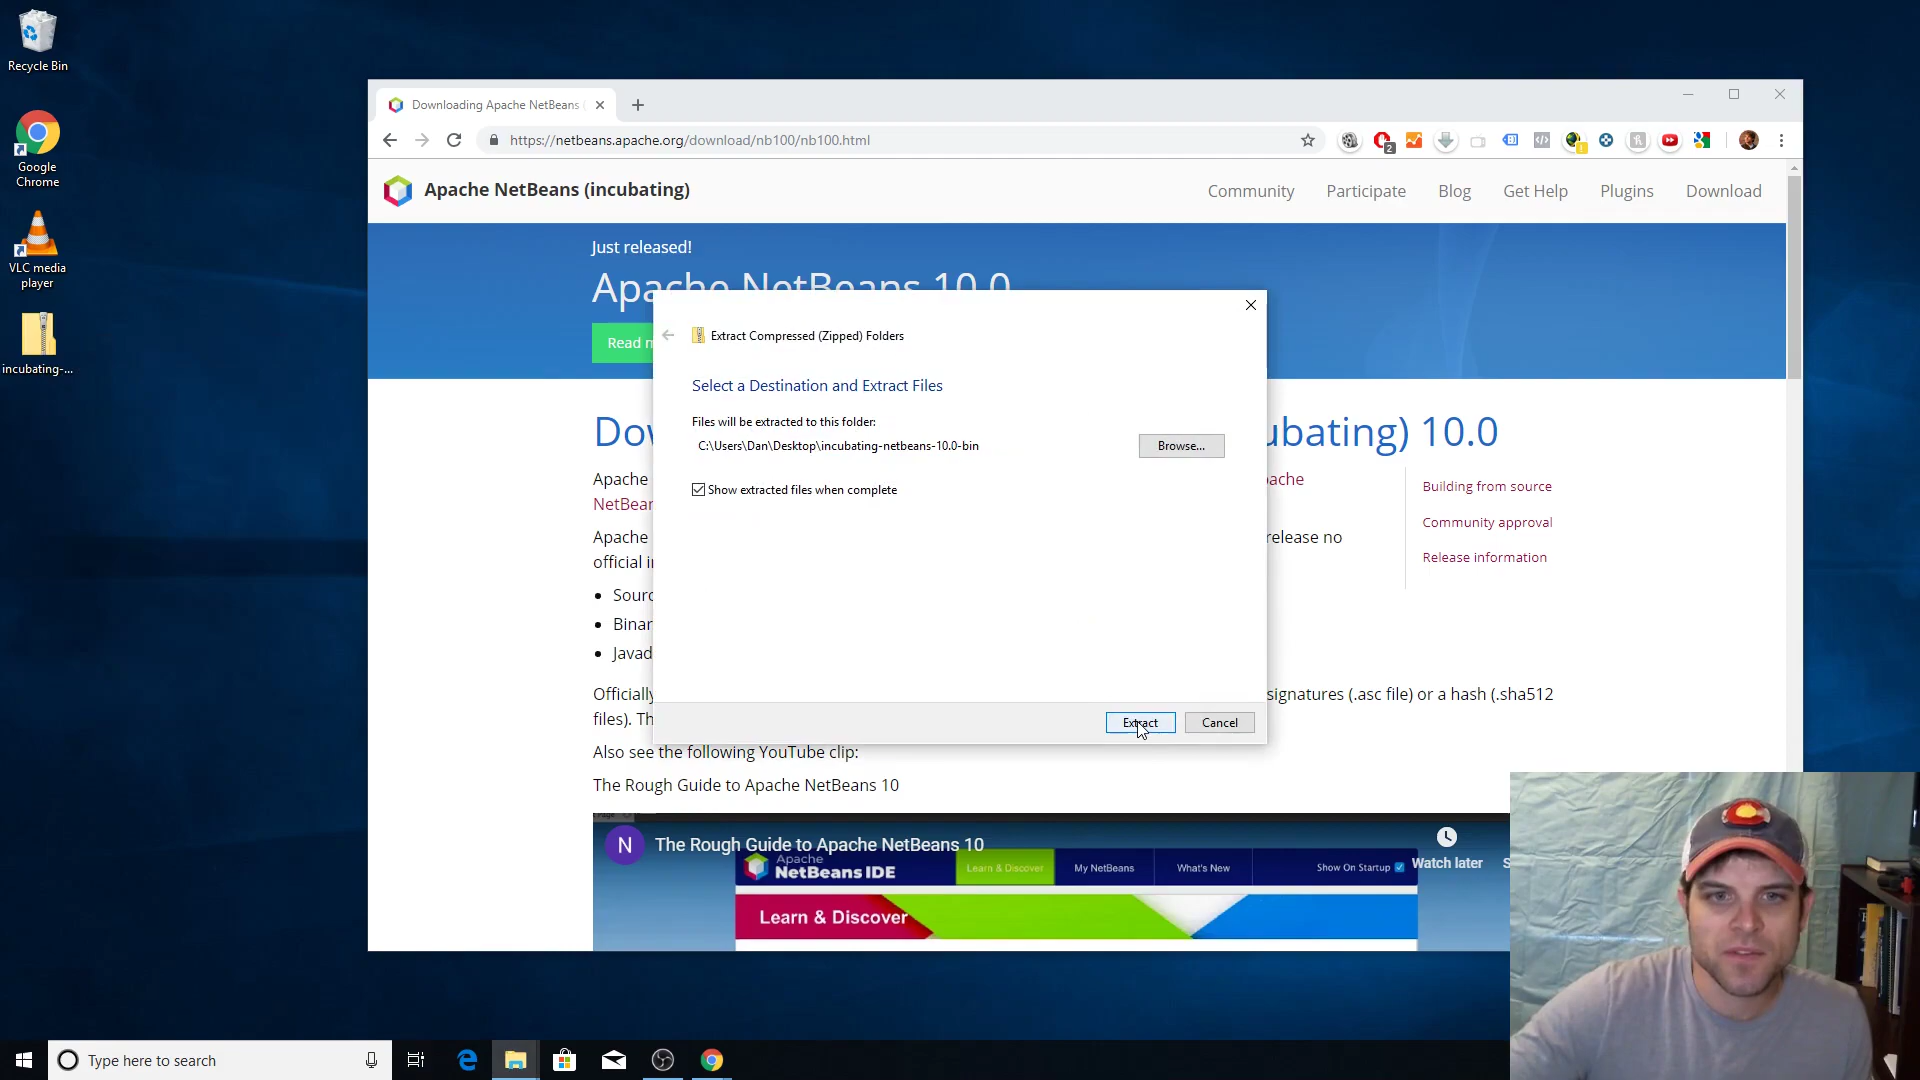 Recycle Bin
Google
Chrome
VLC media
player
incubating-...
Downloading Apache NetBeans
https://netbeans.apache.org/download/nb100/nb100.html
2
Apache NetBeans (incubating)
Community
Participate
Blog
Get Help
Plugins
Download
Just released!
Apache NetBeans 10.0
Read
ubating) 10.0
Apache
NetBean
Apache
official
release no
Building from source
Community approval
Release information
Extract Compressed (Zipped) Folders
Select a Destination and Extract Files
Files will be extracted to this folder:
C:\Users\Dan\Desktop\incubating-netbeans-10.0-bin
Browse...
Show extracted files when complete
Extract
Cancel
Officially
signatures (.asc file) or a hash (.sha512
files). Th
Also see the following YouTube clip:
The Rough Guide to Apache NetBeans 10
N
The Rough Guide to Apache NetBeans 10
Watch later
Apache
NetBeans IDE
Learn & Discover
My NetBeans
What's New
Show On Startup
Learn & Discover
Type here to search